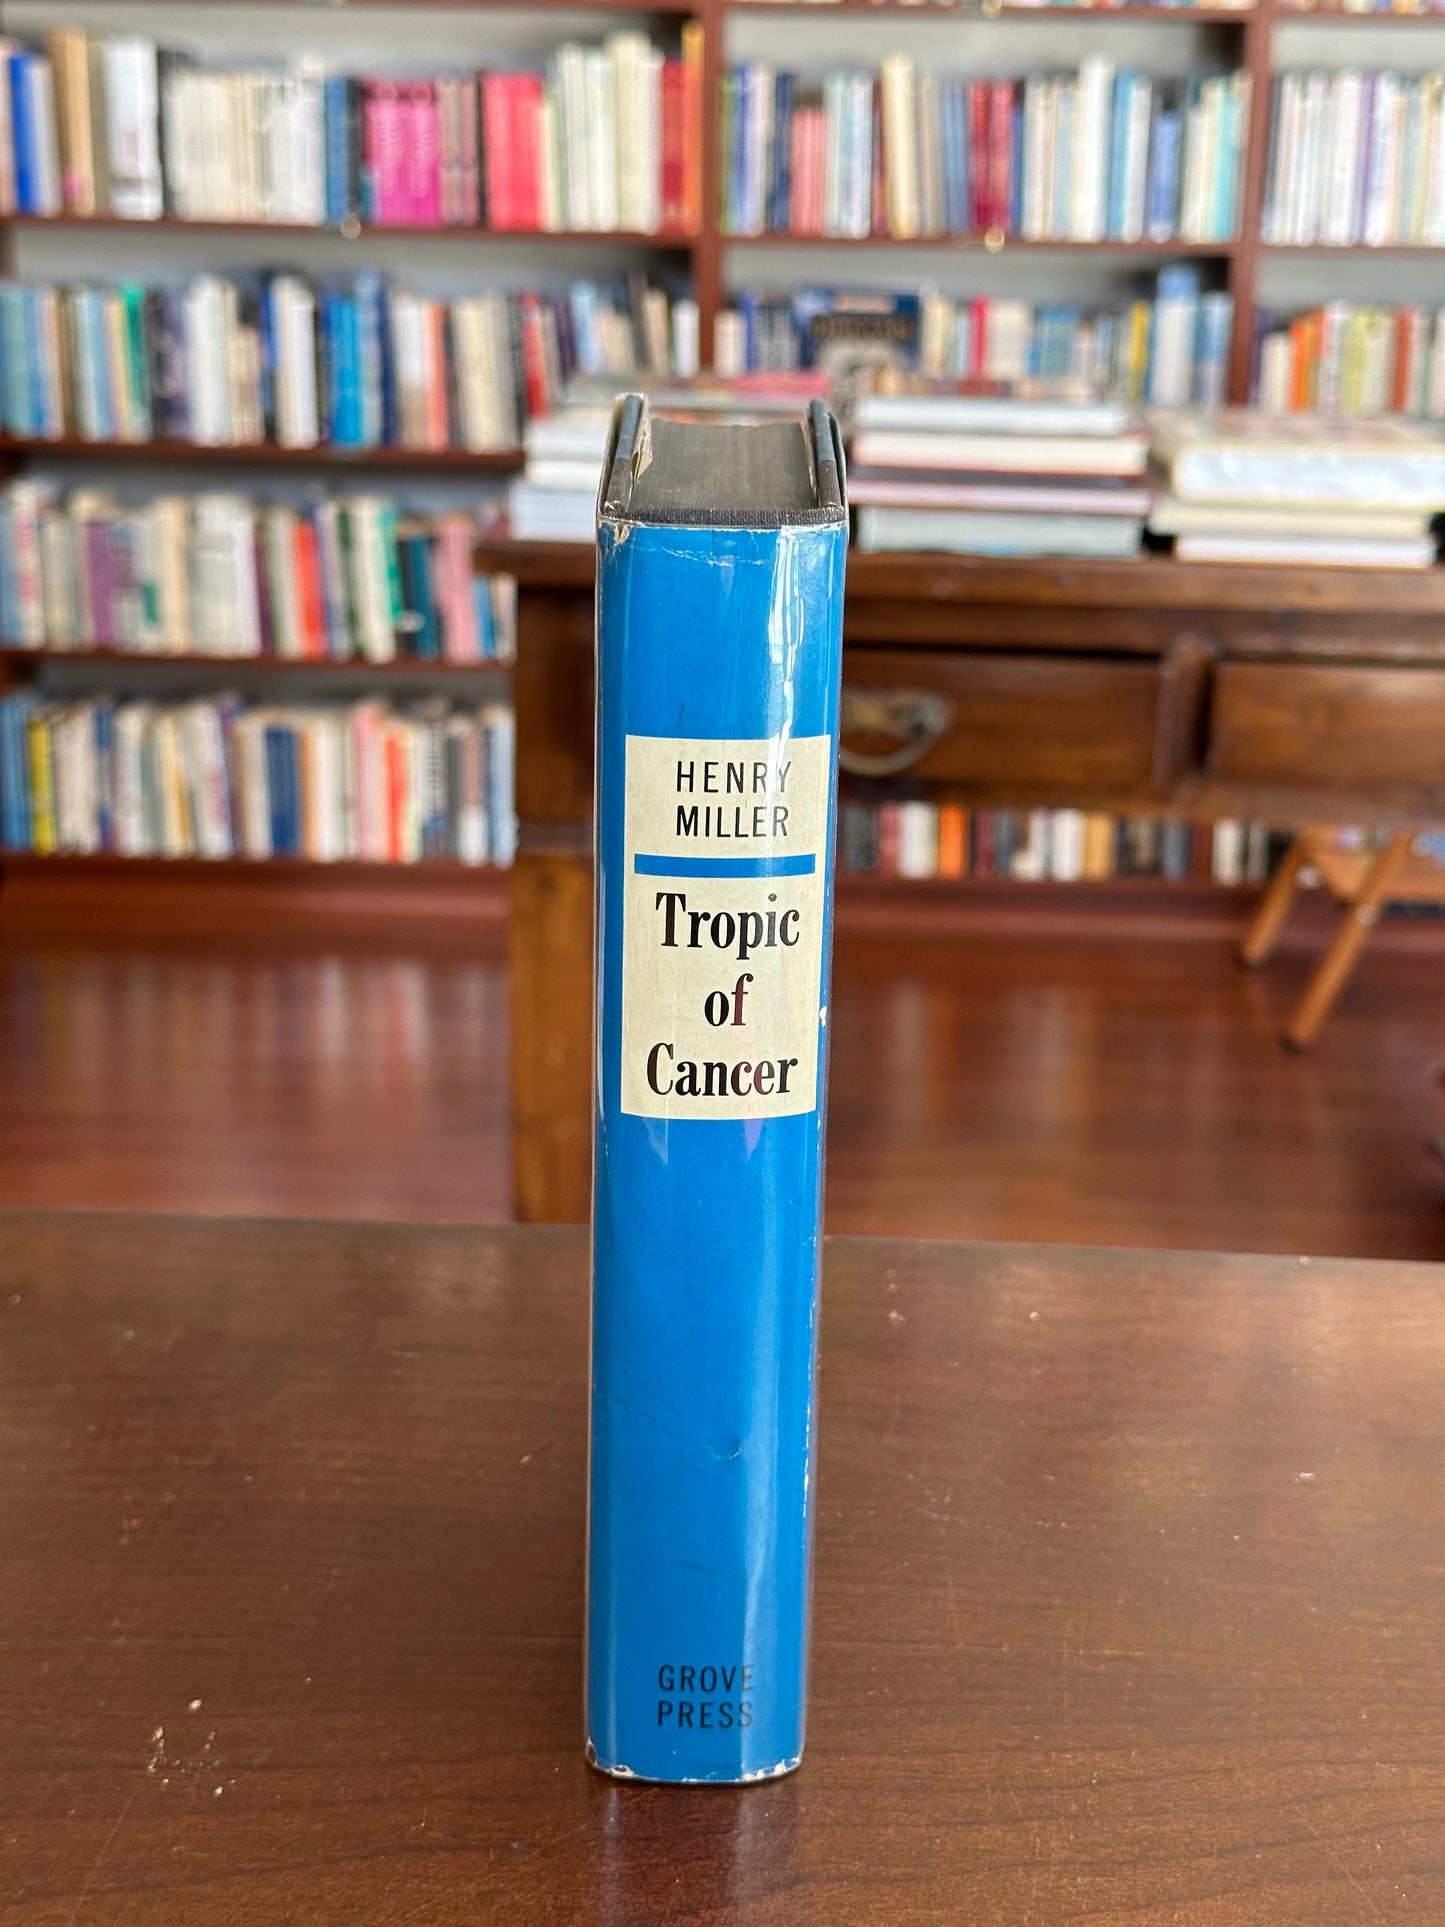 HENRY
MILLER
Tropic
of
Cancer
GROVE
PRESS